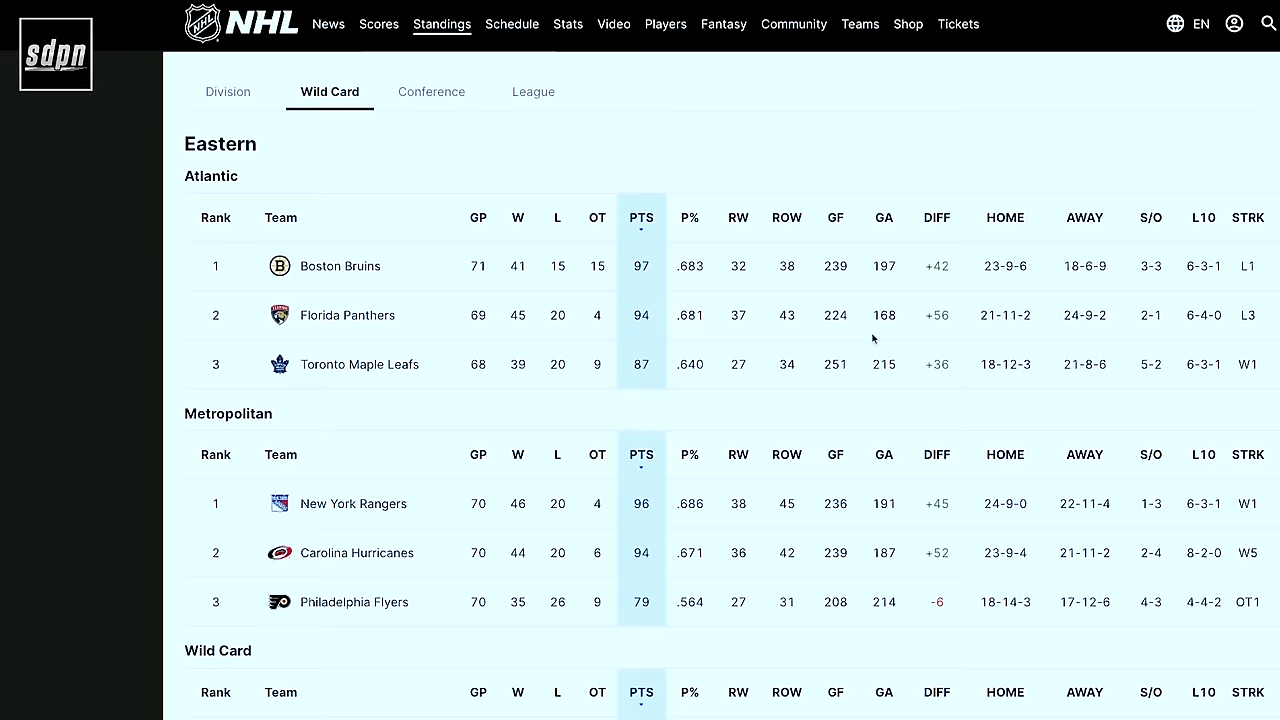 sdpn
NHL News Scores Standings Schedule Stats Video Players Fantasy Community Teams Shop Tickets EN
Division Wild Card Conference League
Eastern
Atlantic
Rank Team GP W L OT PTS P% RW ROW GF GA DIFF HOME AWAY S/O L10 STRK
1 B Boston Bruins 71 41 15 15 97 .683 32 38 239 197 +42 23-9-6 18-6-9 3-3 6-3-1 L1
2 Florida Panthers 69 45 20 4 94 .681 37 43 224 168 +56 21-11-2 24-9-2 2-1 6-4-0 L3
3 Toronto Maple Leafs 68 39 20 9 87 .640 27 34 251 215 +36 18-12-3 21-8-6 5-2 6-3-1 W1
Metropolitan
Rank Team GP W L OT PTS P% RW ROW GF GA DIFF HOME AWAY S/O L10 STRK
1 New York Rangers 70 46 20 4 96 .686 38 45 236 191 +45 24-9-0 22-11-4 1-3 6-3-1 W1
2 Carolina Hurricanes 70 44 20 6 94 .671 36 42 239 187 +52 23-9-4 21-11-2 2-4 8-2-0 W5
3 Philadelphia Flyers 70 35 26 9 79 .564 27 31 208 214 -6 18-14-3 17-12-6 4-3 4-4-2 OT1
Wild Card
Rank Team GP W L OT PTS P% RW ROW GF GA DIFF HOME AWAY S/O L10 STRK